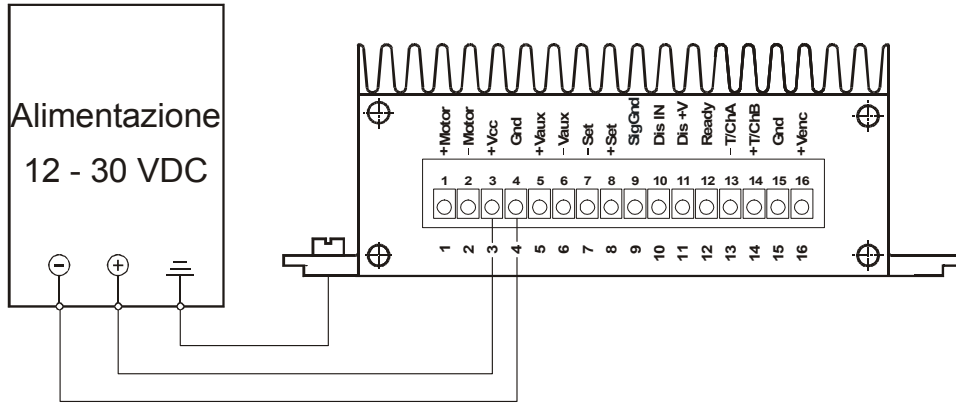 Alimentazione
12 - 30 VDC
− + 
+Motor
−Motor
+Vcc
Gnd
+Vaux
−Vaux
−Set
+Set
SigGnd
Dis IN
Dis +V
Ready
−T/ChA
+T/ChB
Gnd
+Venc
1 2 3 4 5 6 7 8 9 10 11 12 13 14 15 16
1 2 3 4 5 6 7 8 9 10 11 12 13 14 15 16